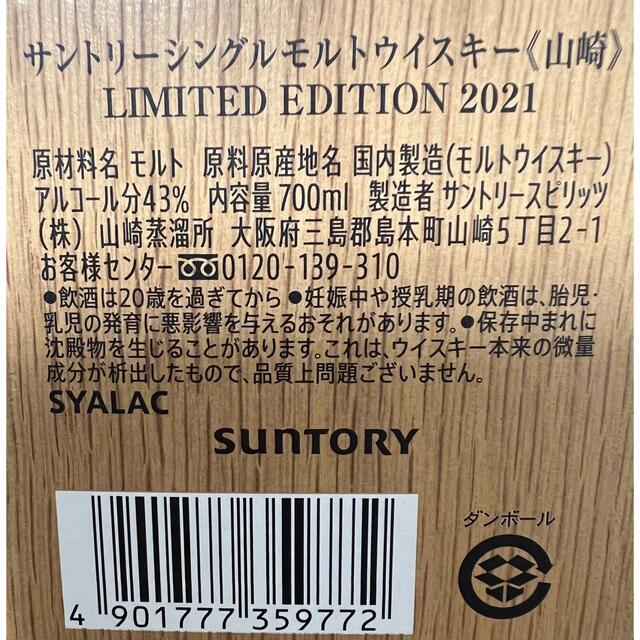 サントリーシングルモルトウイスキー《山崎》
LIMITED EDITION 2021
原材料名 モルト 原料原産地名 国内製造(モルトウイスキー)
アルコール分43% 内容量700ml 製造者 サントリースピリッツ
(株) 山崎蒸溜所 大阪府三島郡島本町山崎5丁目2-1
お客様センター 0120-139-310
●飲酒は20歳を過ぎてから ●妊娠中や授乳期の飲酒は、胎児・
乳児の発育に悪影響を与えるおそれがあります。●保存中まれに
沈殿物を生じることがあります。これは、ウイスキー本来の微量
成分が析出したもので、品質上問題ございません。
SYALAC
SUNTORY
ダンボール
4 901777 359772